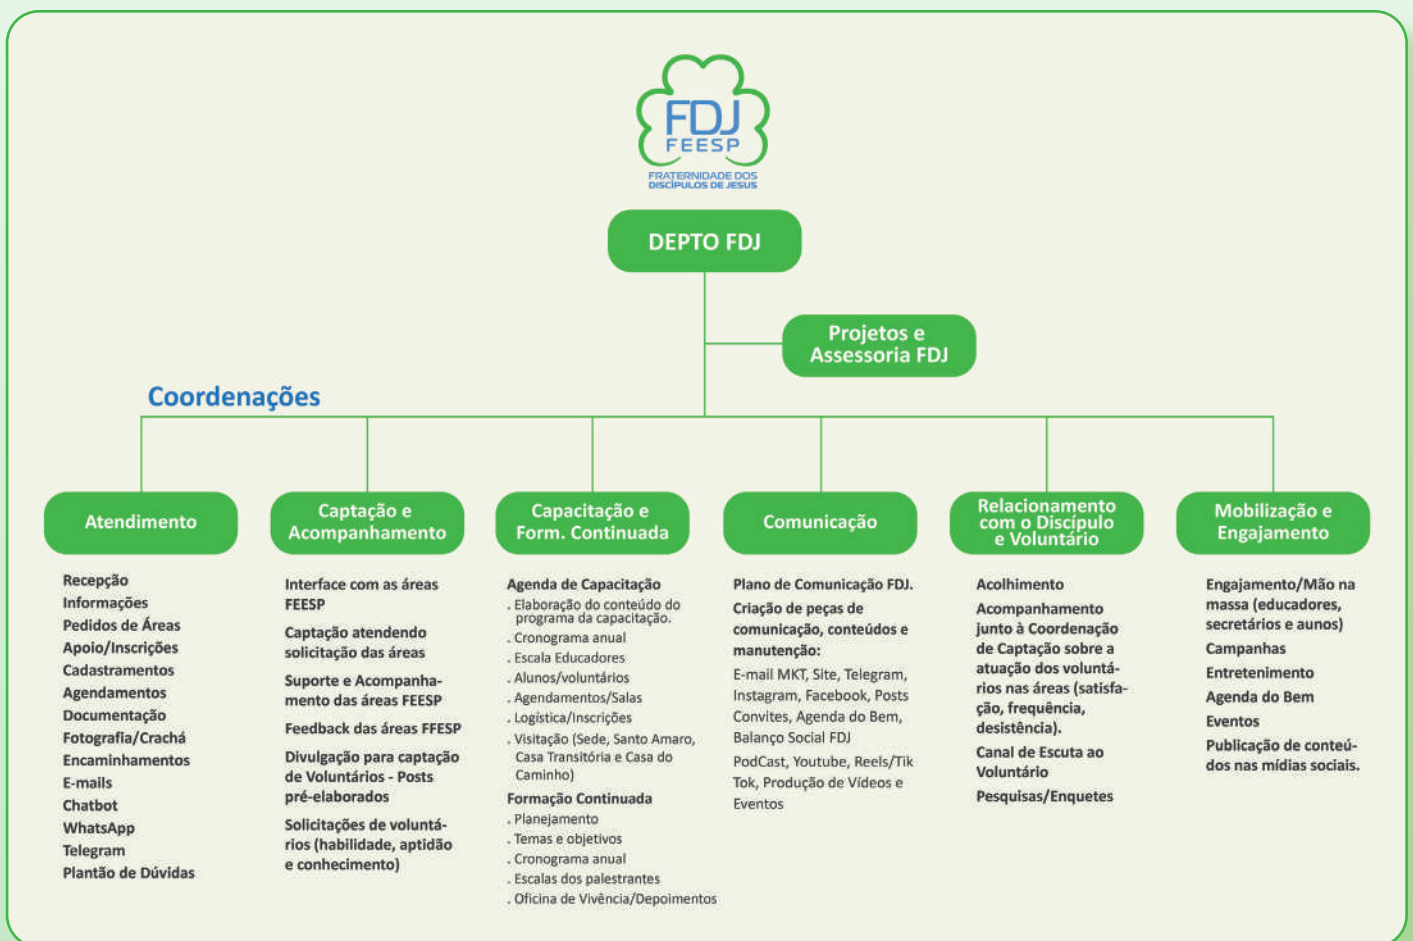 FDJ
FEESP
FRATERNIDADE DOS
DISCÍPULOS DE JESUS
DEPTO FDJ
Projetos e
Assessoria FDJ
Coordenações
Atendimento
Recepção
Informações
Pedidos de Áreas
Apoio/Inscrições
Cadastramentos
Agendamentos
Documentação
Fotografia/Crachá
Encaminhamentos
E-mails
Chatbot
WhatsApp
Telegram
Plantão de Dúvidas
Captação e
Acompanhamento
Interface com as áreas
FEESP
Captação atendendo
solicitação das áreas
Suporte e Acompanha-
mento das áreas FEESP
Feedback das áreas FFESP
Divulgação para captação
de Voluntários - Posts
pré-elaborados
Solicitações de voluntá-
rios (habilidade, aptidão
e conhecimento)
Capacitação e
Form. Continuada
Agenda de Capacitação
. Elaboração do conteúdo do
programa da capacitação.
. Cronograma anual
. Escala Educadores
. Alunos/voluntários
. Agendamentos/Salas
. Logística/Inscrições
. Visitação (Sede, Santo Amaro,
Casa Transitória e Casa do
Caminho)
Formação Continuada
. Planejamento
. Temas e objetivos
. Cronograma anual
. Escalas dos palestrantes
. Oficina de Vivência/Depoimentos
Comunicação
Plano de Comunicação FDJ.
Criação de peças de
comunicação, conteúdos e
manutenção:
E-mail MKT, Site, Telegram,
Instagram, Facebook, Posts
Convites, Agenda do Bem,
Balanço Social FDJ
PodCast, Youtube, Reels/Tik
Tok, Produção de Vídeos e
Eventos
Relacionamento
com o Discípulo
e Voluntário
Acolhimento
Acompanhamento
junto à Coordenação
de Captação sobre a
atuação dos voluntá-
rios nas áreas (satisfa-
ção, frequência,
desistência).
Canal de Escuta ao
Voluntário
Pesquisas/Enquetes
Mobilização e
Engajamento
Engajamento/Mão na
massa (educadores,
secretários e aunos)
Campanhas
Entretenimento
Agenda do Bem
Eventos
Publicação de conteú-
dos nas mídias sociais.